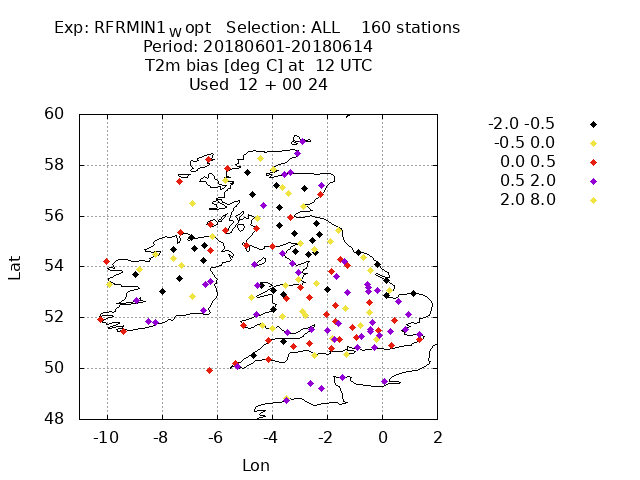 Exp: RFRMIN1_W opt Selection: ALL 160 stations
Period: 20180601-20180614
T2m bias [deg C] at 12 UTC
Used 12 + 00 24
-2.0 -0.5
-0.5 0.0
0.0 0.5
0.5 2.0
2.0 8.0
60
58
56
54
52
50
48
Lat
-10 -8 -6 -4 -2 0 2
Lon